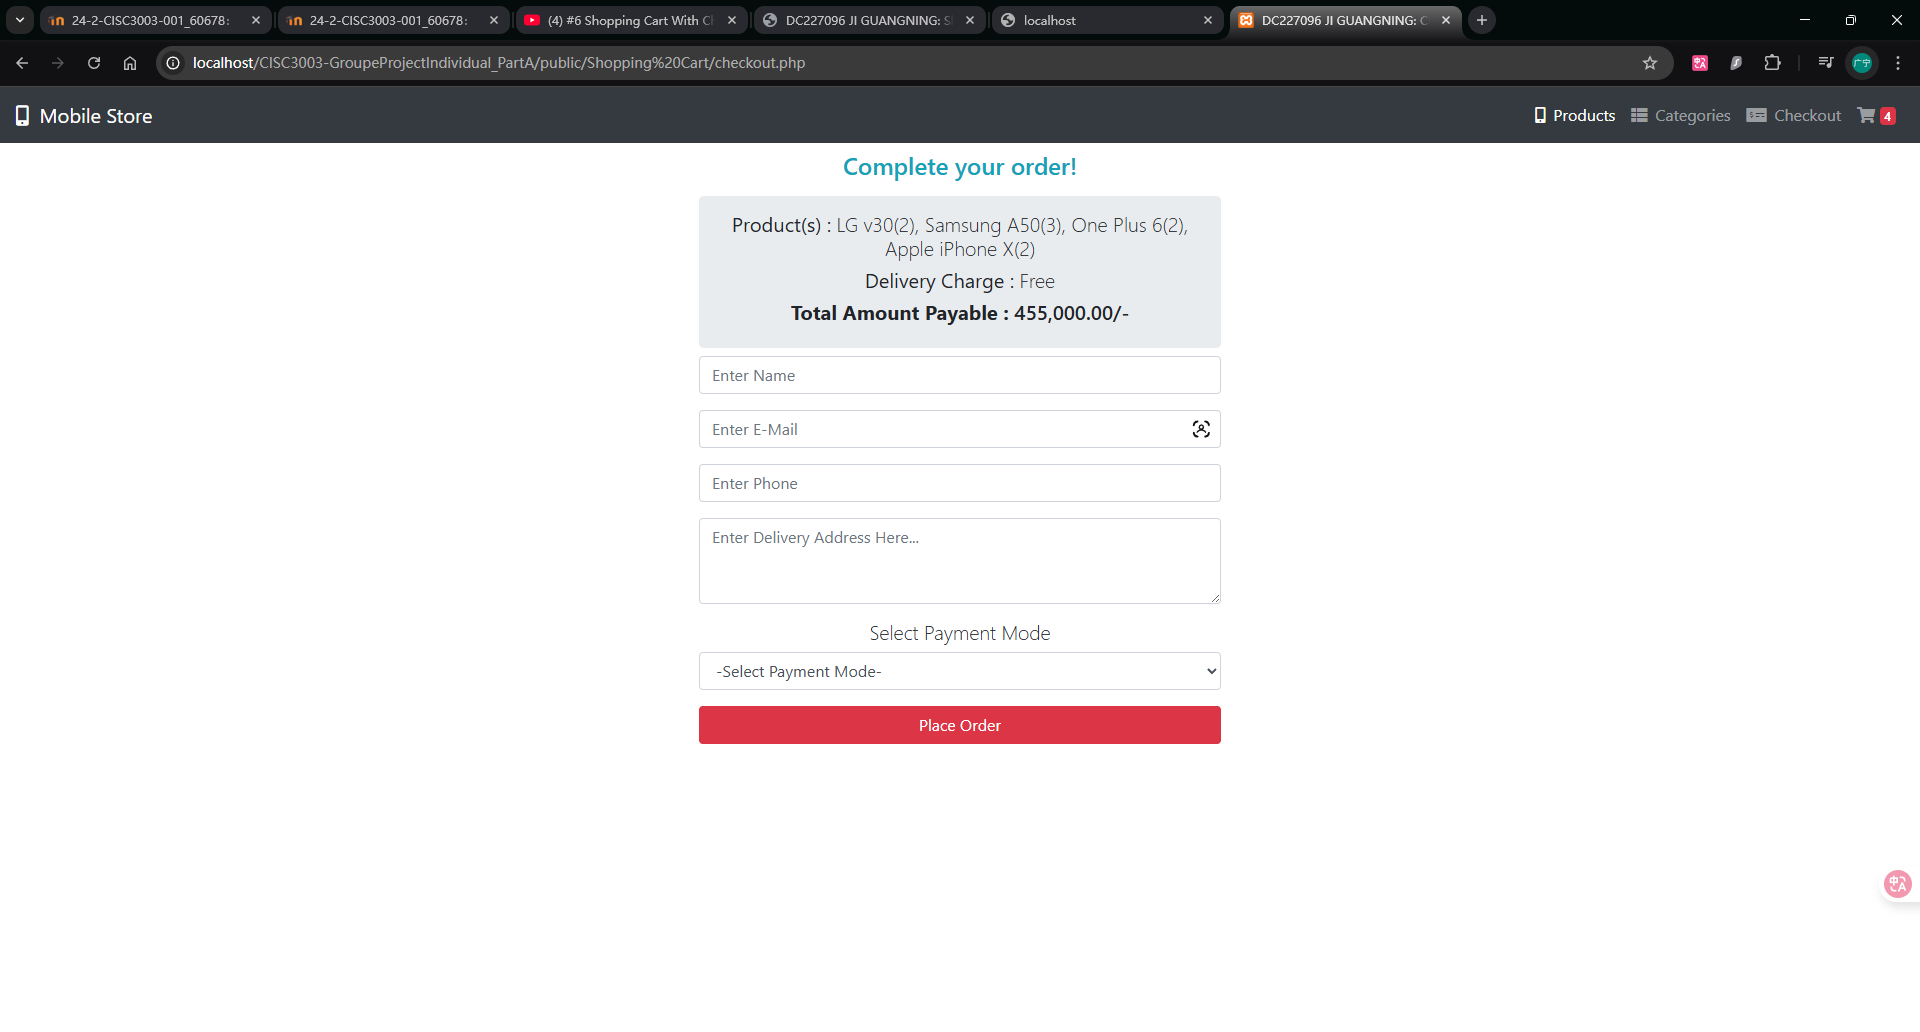 24-2-CISC3003-001_60678:
24-2-CISC3003-001_60678:
(4) #6 Shopping Cart With Ch
DC227096 JI GUANGNING: S
localhost
DC227096 JI GUANGNING: C
localhost/CISC3003-GroupeProjectIndividual_PartA/public/Shopping%20Cart/checkout.php
广宁
Mobile Store
Products
Categories
Checkout
4
Complete your order!
Product(s) : LG v30(2), Samsung A50(3), One Plus 6(2),
Apple iPhone X(2)
Delivery Charge : Free
Total Amount Payable : 455,000.00/-
Enter Name
Enter E-Mail
Enter Phone
Enter Delivery Address Here...
Select Payment Mode
-Select Payment Mode-
Place Order